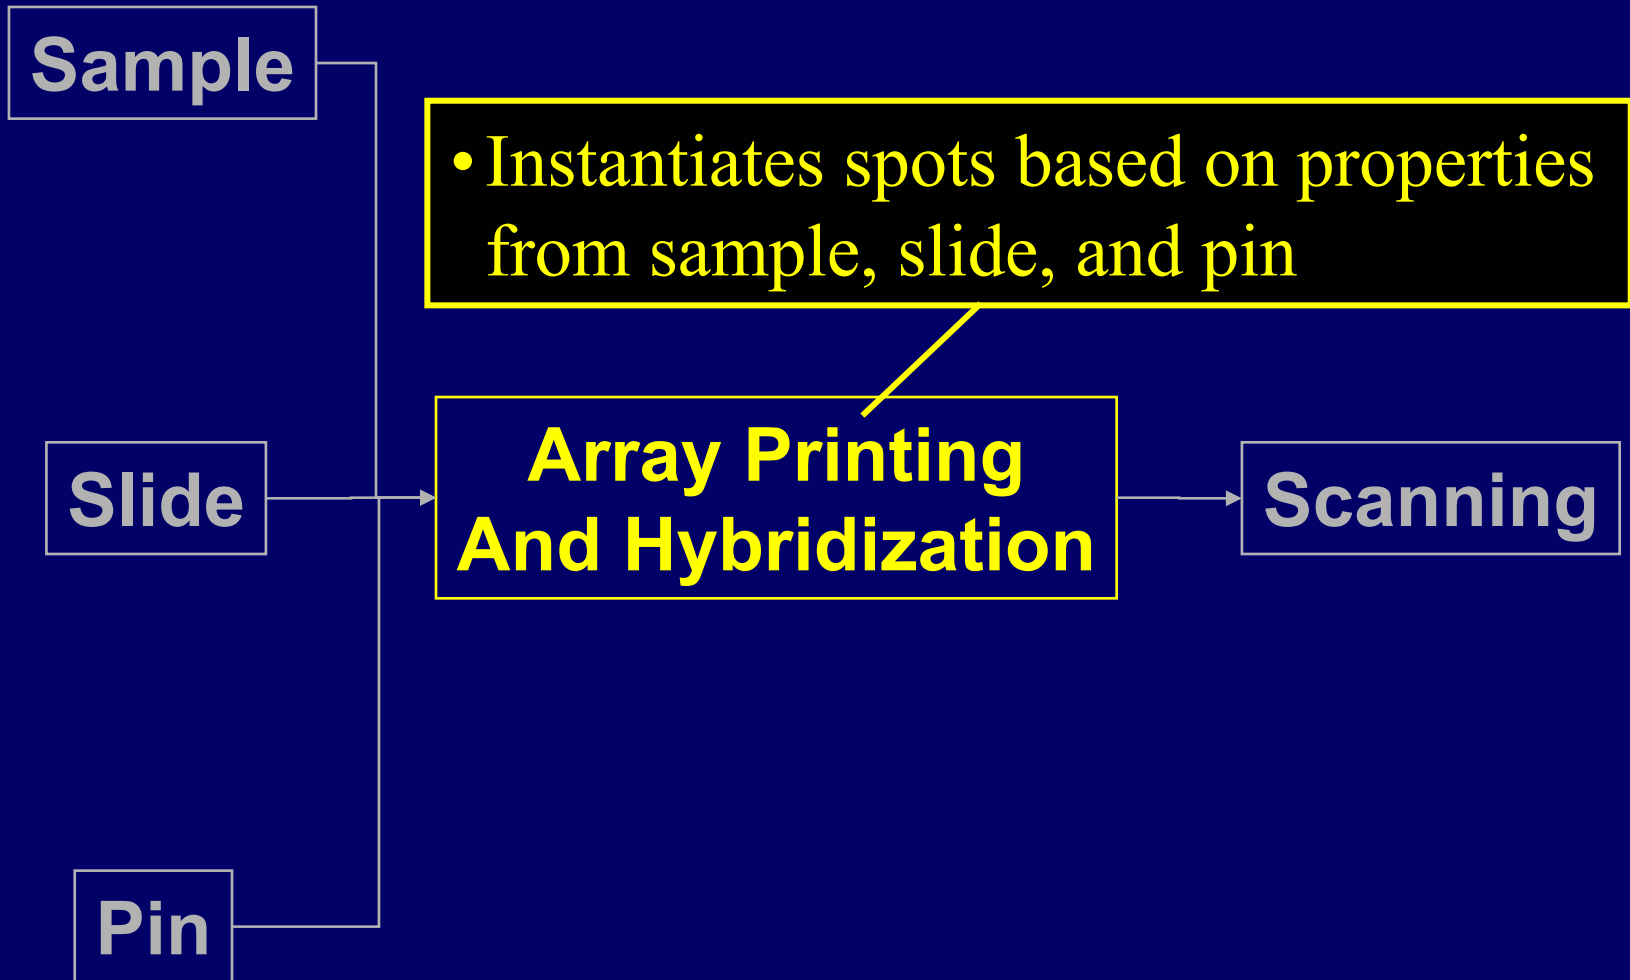 Sample
• Instantiates spots based on properties
from sample, slide, and pin
Slide
Array Printing
And Hybridization
Scanning
Pin